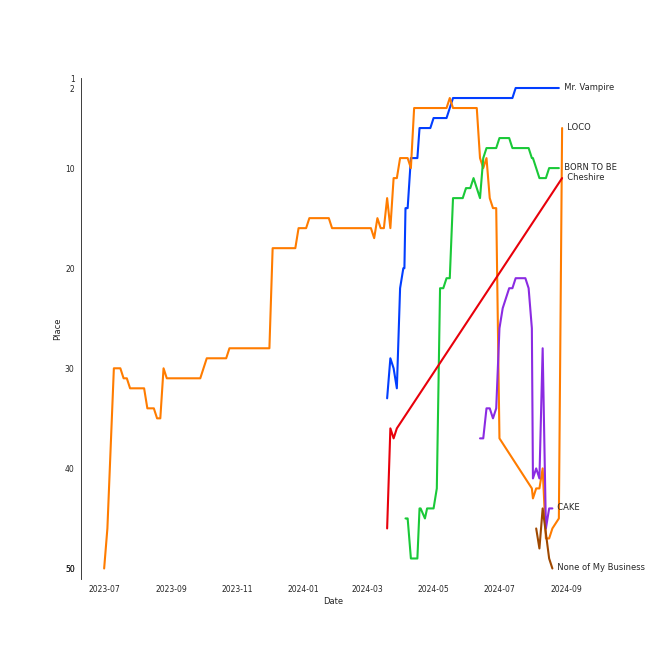 1
2
Mr. Vampire
LOCO
10
BORN TO BE
Cheshire
20
30
Place
40
CAKE
50
None of My Business
2023-07
2023-09
2023-11
2024-01
2024-03
2024-05
2024-07
2024-09
Date